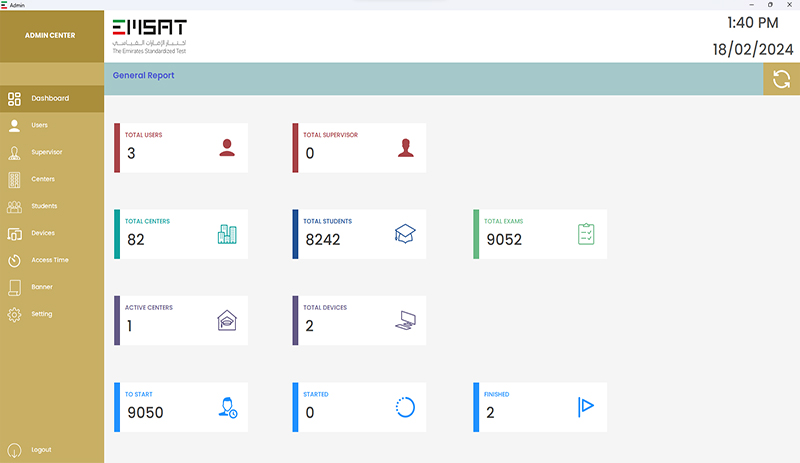 Admin
ADMIN CENTER
EMSAT
اختبار الإمارات القياسي
The Emirates Standardized Test
1:40 PM
18/02/2024
General Report
Dashboard
Users
Supervisor
Centers
Students
Devices
Access Time
Banner
Setting
Logout
TOTAL USERS
3
TOTAL SUPERVISOR
0
TOTAL CENTERS
82
TOTAL STUDENTS
8242
TOTAL EXAMS
9052
ACTIVE CENTERS
1
TOTAL DEVICES
2
TO START
9050
STARTED
0
FINISHED
2